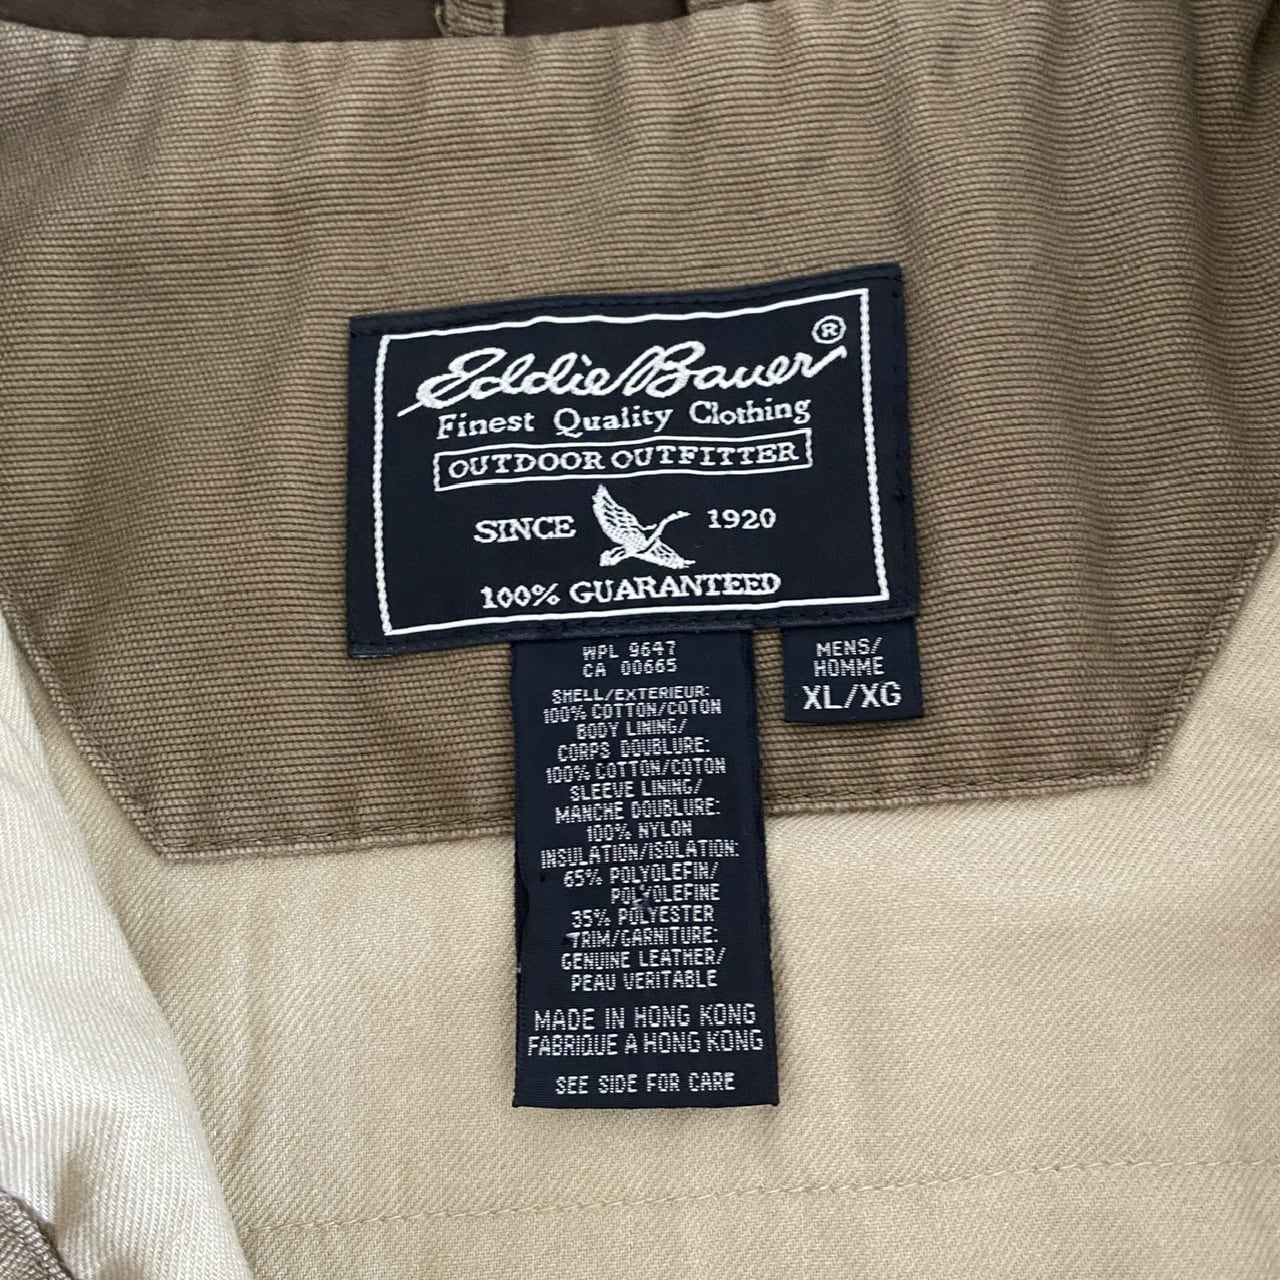 Eddie Bauer®
Finest Quality Clothing
OUTDOOR OUTFITTER
SINCE 1920
100% GUARANTEED
WPL 9647
CA 00665
SHELL/EXTERIEUR:
100% COTTON/COTON
BODY LINING/
CORPS DOUBLURE:
100% COTTON/COTON
SLEEVE LINING/
MANCHE DOUBLURE:
100% NYLON
INSULATION/ISOLATION:
65% POLYOLEFIN/
POLYOLEFINE
35% POLYESTER
TRIM/GARNITURE:
GENUINE LEATHER/
PEAU VERITABLE
MADE IN HONG KONG
FABRIQUE A HONG KONG
SEE SIDE FOR CARE
MENS/
HOMME
XL/XG